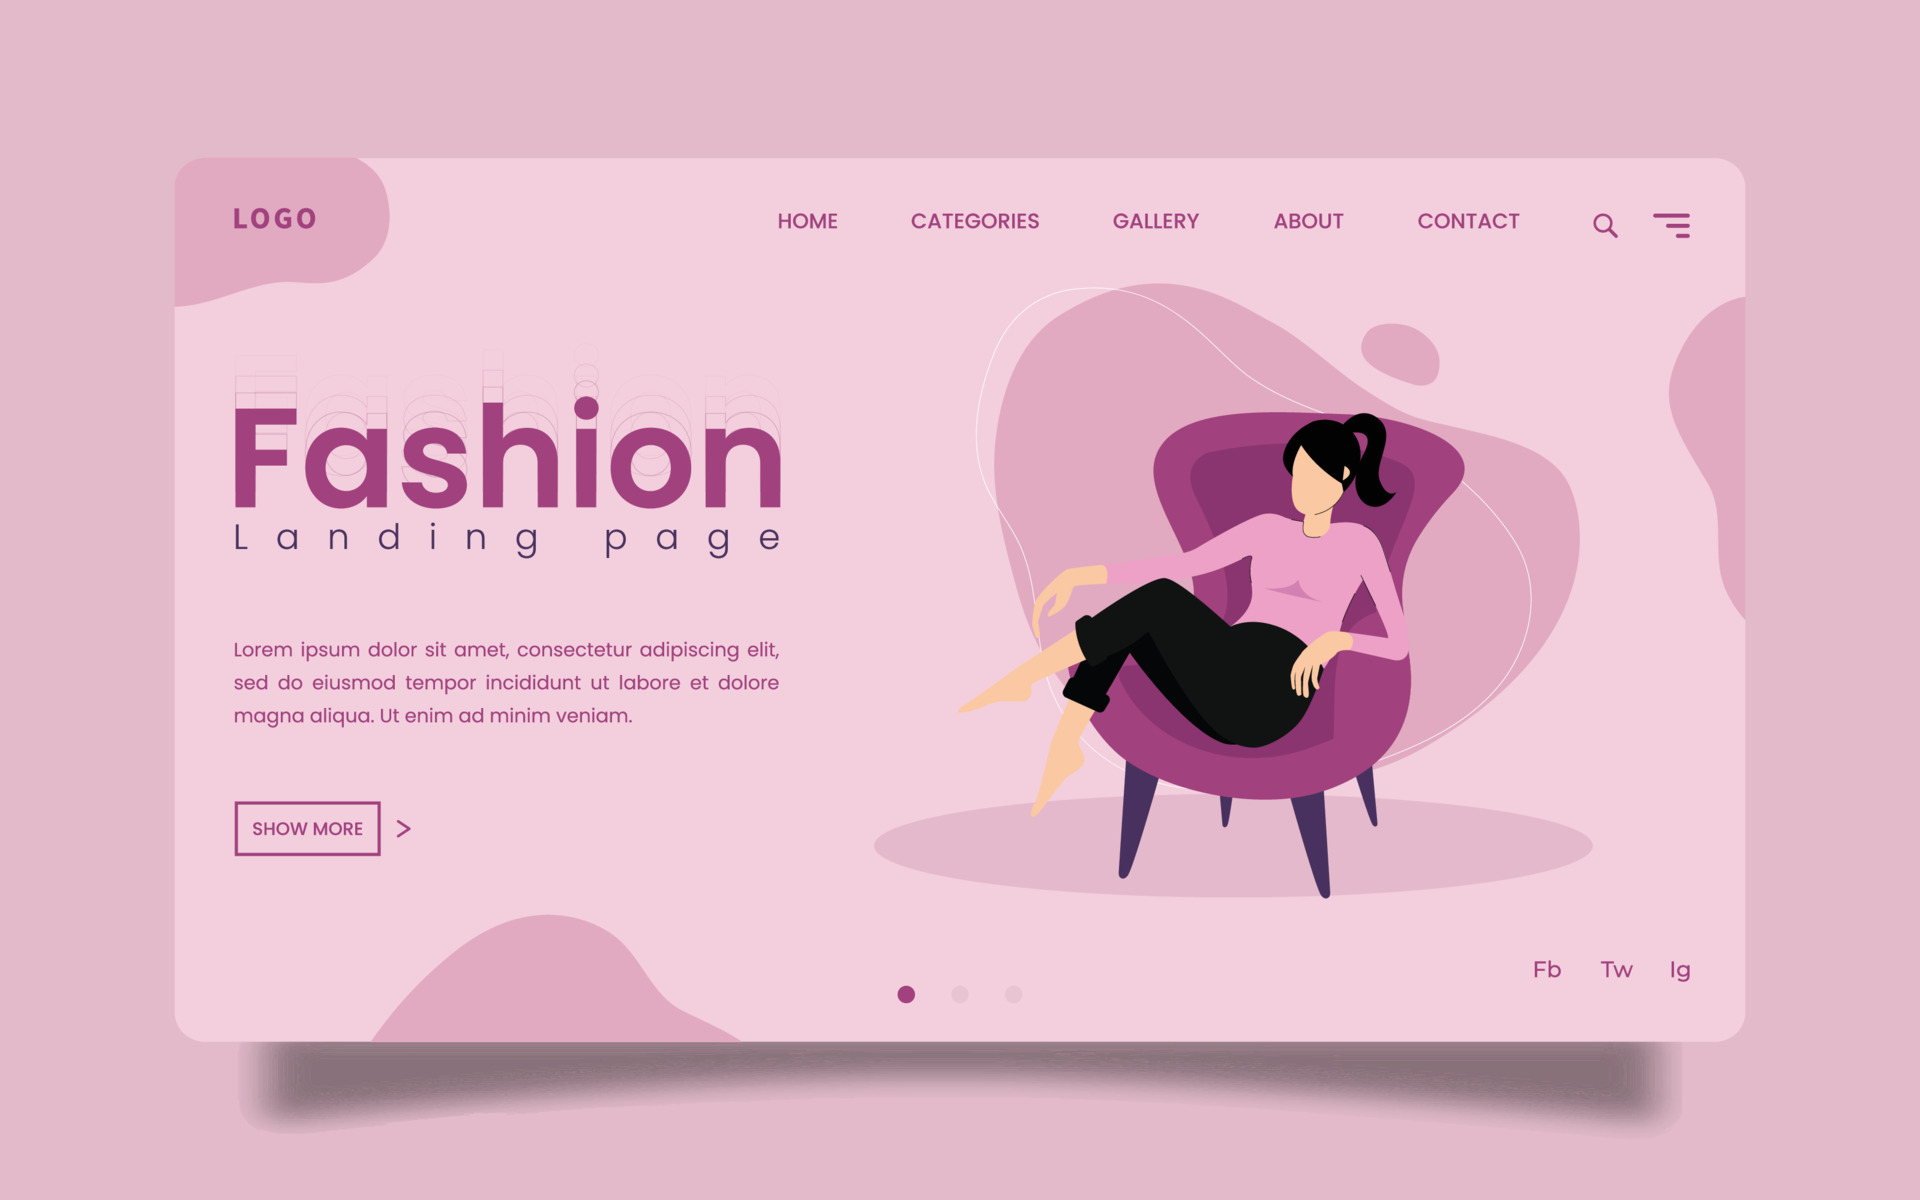 LOGO
HOME CATEGORIES GALLERY ABOUT CONTACT
Fashion
Landing page
Lorem ipsum dolor sit amet, consectetur adipiscing elit,
sed do eiusmod tempor incididunt ut labore et dolore
magna aliqua. Ut enim ad minim veniam.
SHOW MORE >
Fb Tw Ig